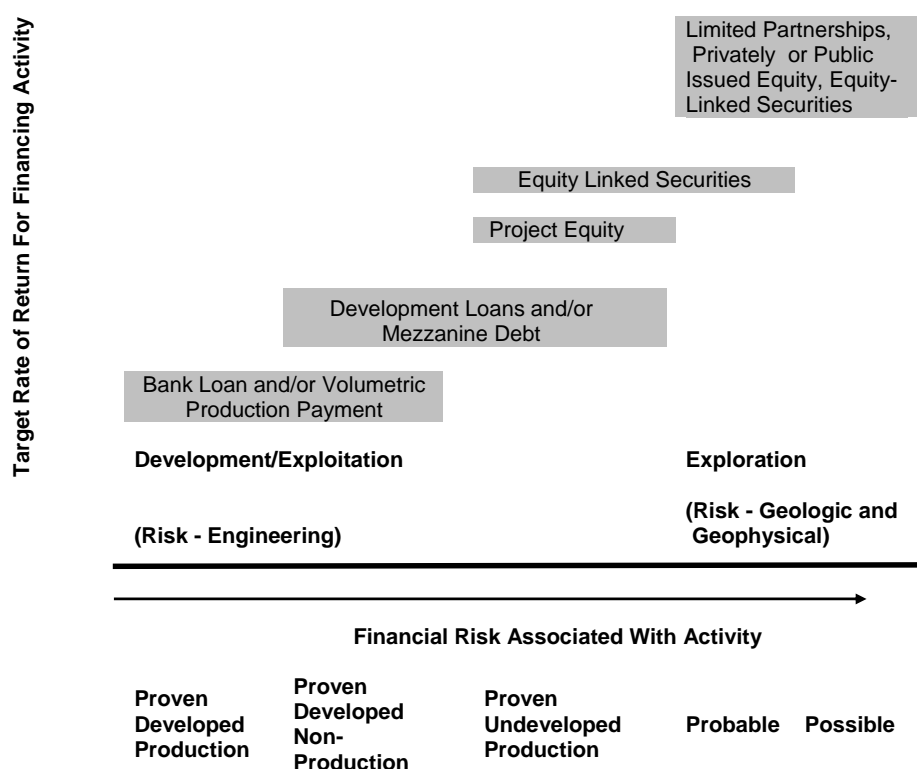 Target Rate of Return For Financing Activity
Limited Partnerships,
Privately or Public
Issued Equity, Equity-
Linked Securities
Equity Linked Securities
Project Equity
Development Loans and/or
Mezzanine Debt
Bank Loan and/or Volumetric
Production Payment
Development/Exploitation
(Risk - Engineering)
Exploration
(Risk - Geologic and
Geophysical)
Financial Risk Associated With Activity
Proven
Developed
Production
Proven
Developed
Non-
Production
Proven
Undeveloped
Production
Probable
Possible